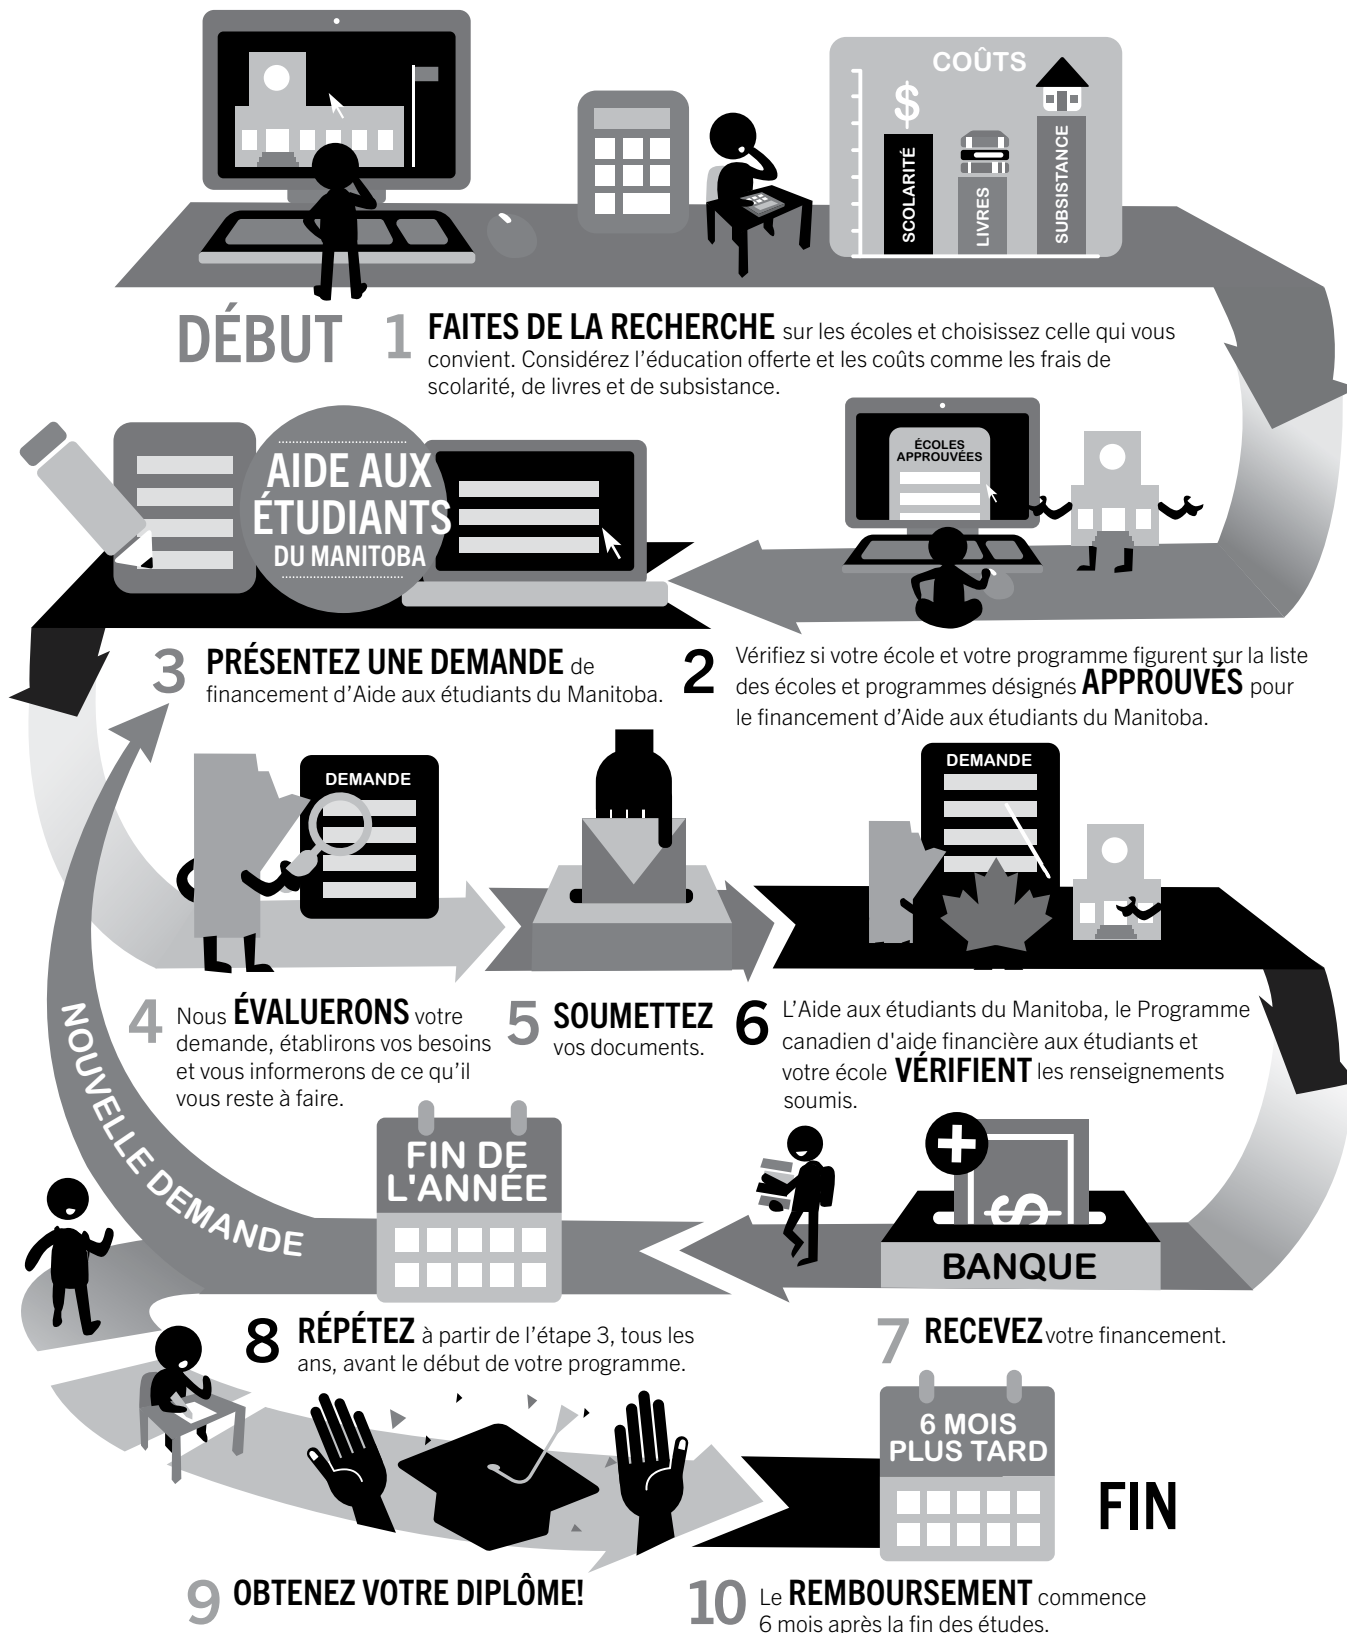 COÛTS
$
SCOLARITÉ
LIVRES
SUBSISTANCE
DÉBUT
1 FAITES DE LA RECHERCHE sur les écoles et choisissez celle qui vous
convient. Considérez l’éducation offerte et les coûts comme les frais de
scolarité, de livres et de subsistance.
ÉCOLES
APPROUVÉES
2 Vérifiez si votre école et votre programme figurent sur la liste
des écoles et programmes désignés APPROUVÉS pour
le financement d’Aide aux étudiants du Manitoba.
AIDE AUX
ÉTUDIANTS
DU MANITOBA
3 PRÉSENTEZ UNE DEMANDE de
financement d’Aide aux étudiants du Manitoba.
DEMANDE
4 Nous ÉVALUERONS votre
demande, établirons vos besoins
et vous informerons de ce qu’il
vous reste à faire.
5 SOUMETTEZ
vos documents.
DEMANDE
6 L’Aide aux étudiants du Manitoba, le Programme
canadien d'aide financière aux étudiants et
votre école VÉRIFIENT les renseignements
soumis.
$
BANQUE
7 RECEVEZ votre financement.
FIN DE
L'ANNÉE
NOUVELLE DEMANDE
8 RÉPÉTEZ à partir de l’étape 3, tous les
ans, avant le début de votre programme.
9 OBTENEZ VOTRE DIPLÔME!
6 MOIS
PLUS TARD
FIN
10 Le REMBOURSEMENT commence
6 mois après la fin des études.